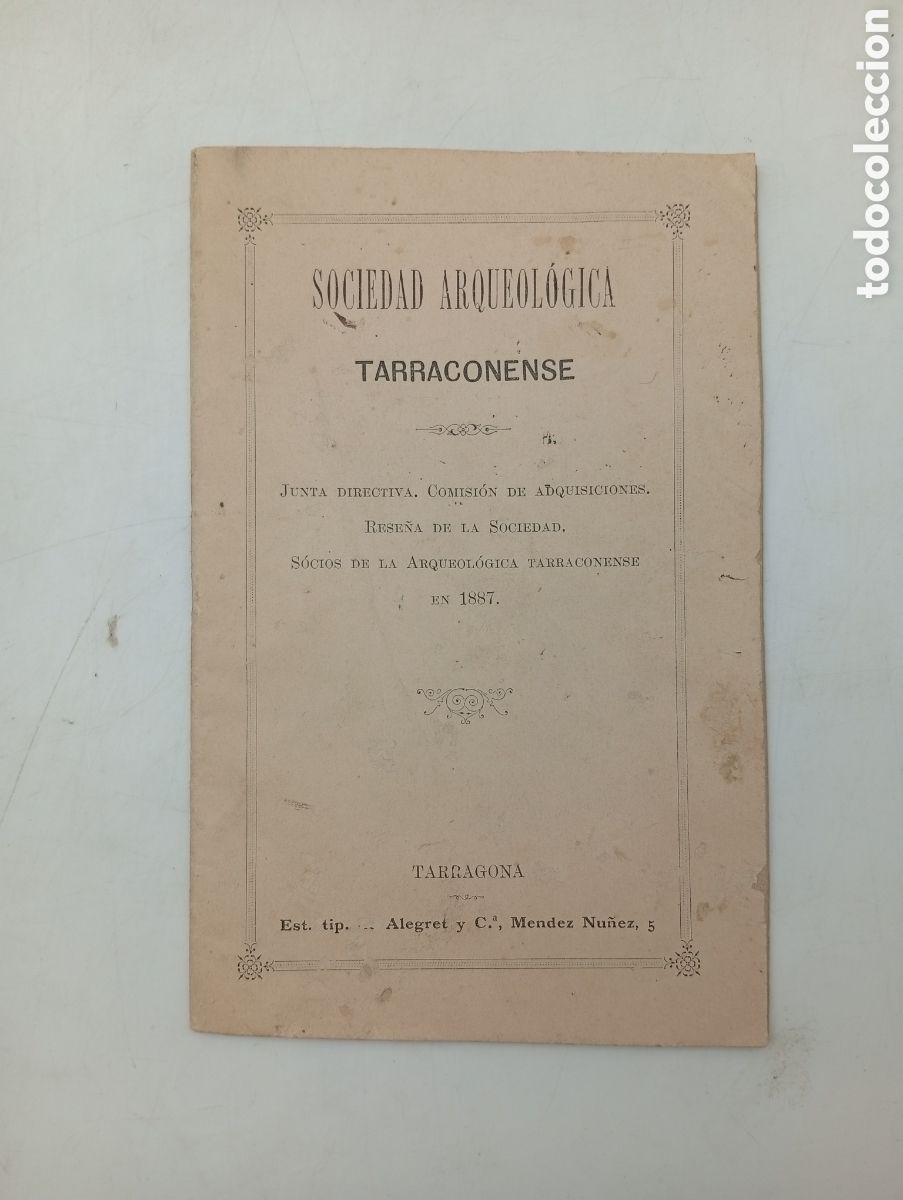 SOCIEDAD ARQUEOLÓGICA
TARRACONENSE
JUNTA DIRECTIVA. COMISIÓN DE ADQUISICIONES.
RESEÑA DE LA SOCIEDAD.
SÓCIOS DE LA ARQUEOLÓGICA TARRACONENSE
EN 1887.
TARRAGONA
Est. tip. Alegret y C.ª, Mendez Nuñez, 5
todocoleccion